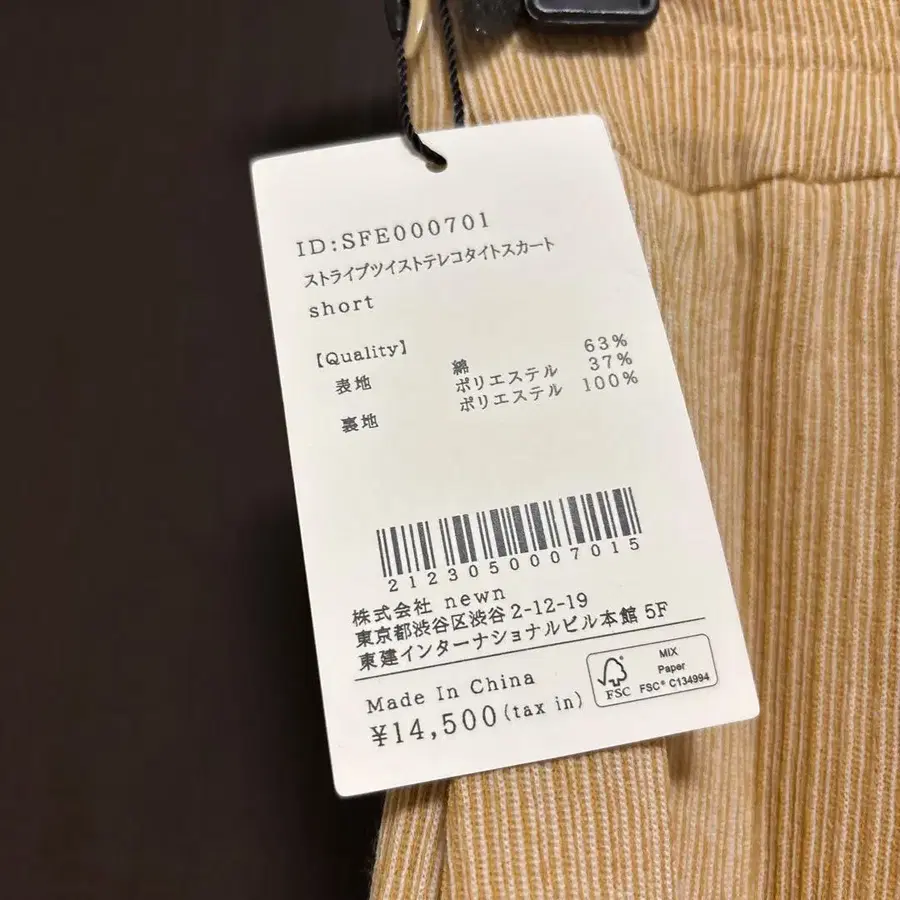 ID:SFE000701
ストライプツイストテレコタイトスカート
short
【Quality】
表地 綿 63%
ポリエステル 37%
裏地 ポリエステル 100%
2123050007015
株式会社 newn
東京都渋谷区渋谷 2-12-19
東建インターナショナルビル本館 5F
Made In China
¥14,500(tax in)
FSC
MIX
Paper
FSC® C134994